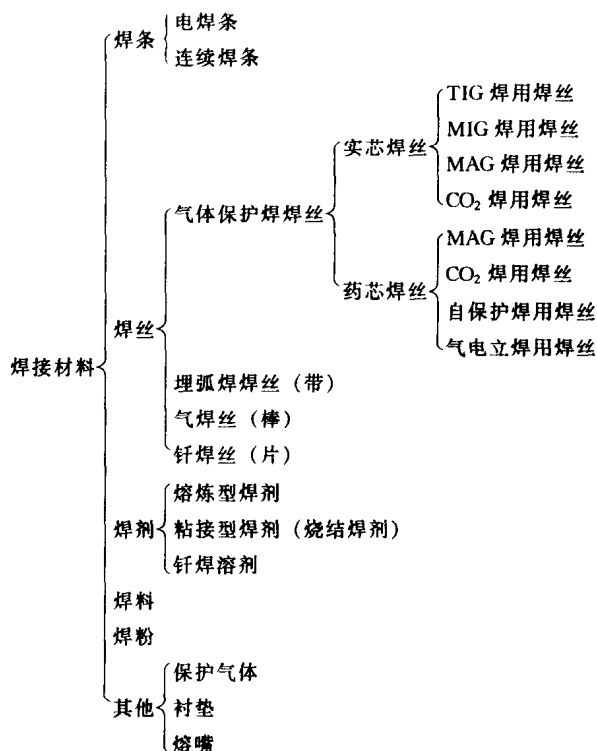 焊接材料
焊条
电焊条
连续焊条
焊丝
气体保护焊焊丝
实芯焊丝
TIG 焊用焊丝
MIG 焊用焊丝
MAG 焊用焊丝
CO₂ 焊用焊丝
药芯焊丝
MAG 焊用焊丝
CO₂ 焊用焊丝
自保护焊用焊丝
气电立焊用焊丝
埋弧焊焊丝（带）
气焊丝（棒）
钎焊丝（片）
焊剂
熔炼型焊剂
粘接型焊剂（烧结焊剂）
钎焊溶剂
焊料
焊粉
其他
保护气体
衬垫
熔嘴